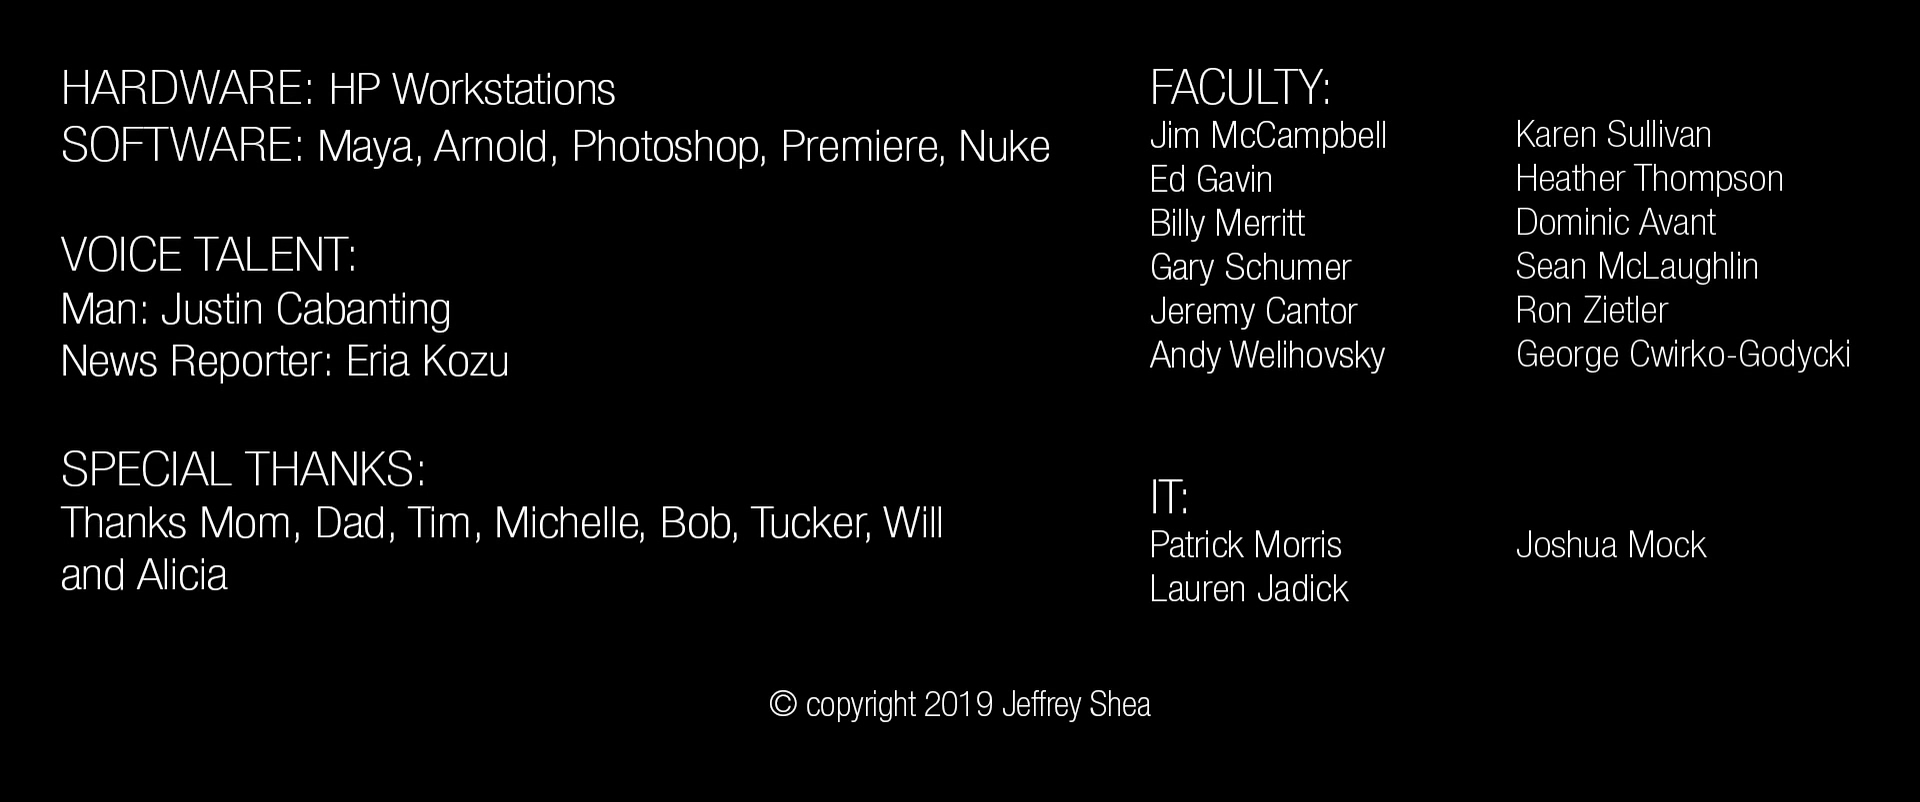 HARDWARE: HP Workstations
SOFTWARE: Maya, Arnold, Photoshop, Premiere, Nuke
VOICE TALENT:
Man: Justin Cabanting
News Reporter: Eria Kozu
SPECIAL THANKS:
Thanks Mom, Dad, Tim, Michelle, Bob, Tucker, Will
and Alicia
FACULTY:
Jim McCampbell
Ed Gavin
Billy Merritt
Gary Schumer
Jeremy Cantor
Andy Welihovsky
Karen Sullivan
Heather Thompson
Dominic Avant
Sean McLaughlin
Ron Zietler
George Cwirko-Godycki
IT:
Patrick Morris
Lauren Jadick
Joshua Mock
© copyright 2019 Jeffrey Shea